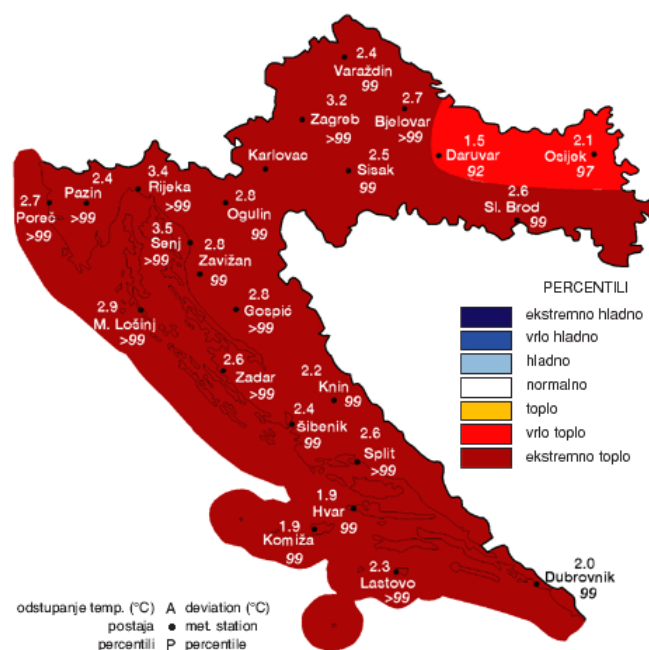 2.4
Varaždin
99
3.2
Zagreb
>99
2.7
Bjelovar
>99
1.5
Daruvar
92
2.1
Osijek
97
Karlovac
2.5
Sisak
99
2.6
Sl. Brod
99
2.7
Poreč
>99
2.4
Pazin
>99
3.4
Rijeka
>99
2.8
Ogulin
99
3.5
Senj
>99
2.8
Zavižan
99
2.9
M. Lošinj
>99
2.8
Gospić
>99
2.6
Zadar
>99
2.2
Knin
99
2.4
Šibenik
99
2.6
Split
>99
1.9
Hvar
99
1.9
Komiža
99
2.3
Lastovo
>99
2.0
Dubrovnik
99
PERCENTILI
ekstremno hladno
vrlo hladno
hladno
normalno
toplo
vrlo toplo
ekstremno toplo
odstupanje temp. (°C) A deviation (°C)
postaja ● met. station
percentili P percentile